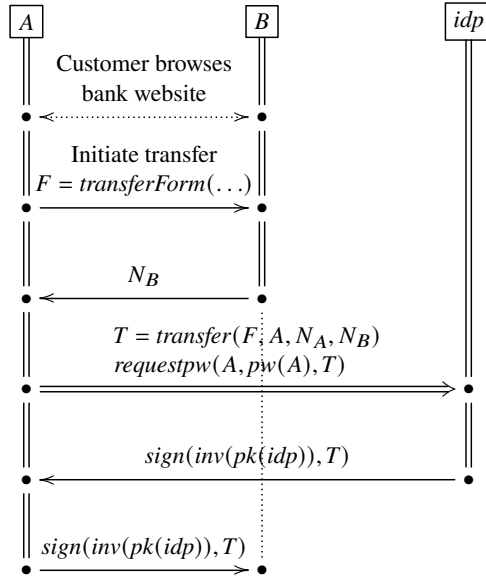 A B idp
Customer browses
bank website
Initiate transfer
F = transferForm(...)
N_B
T = transfer(F, A, N_A, N_B)
requestpw(A, pw(A), T)
sign(inv(pk(idp)), T)
sign(inv(pk(idp)), T)